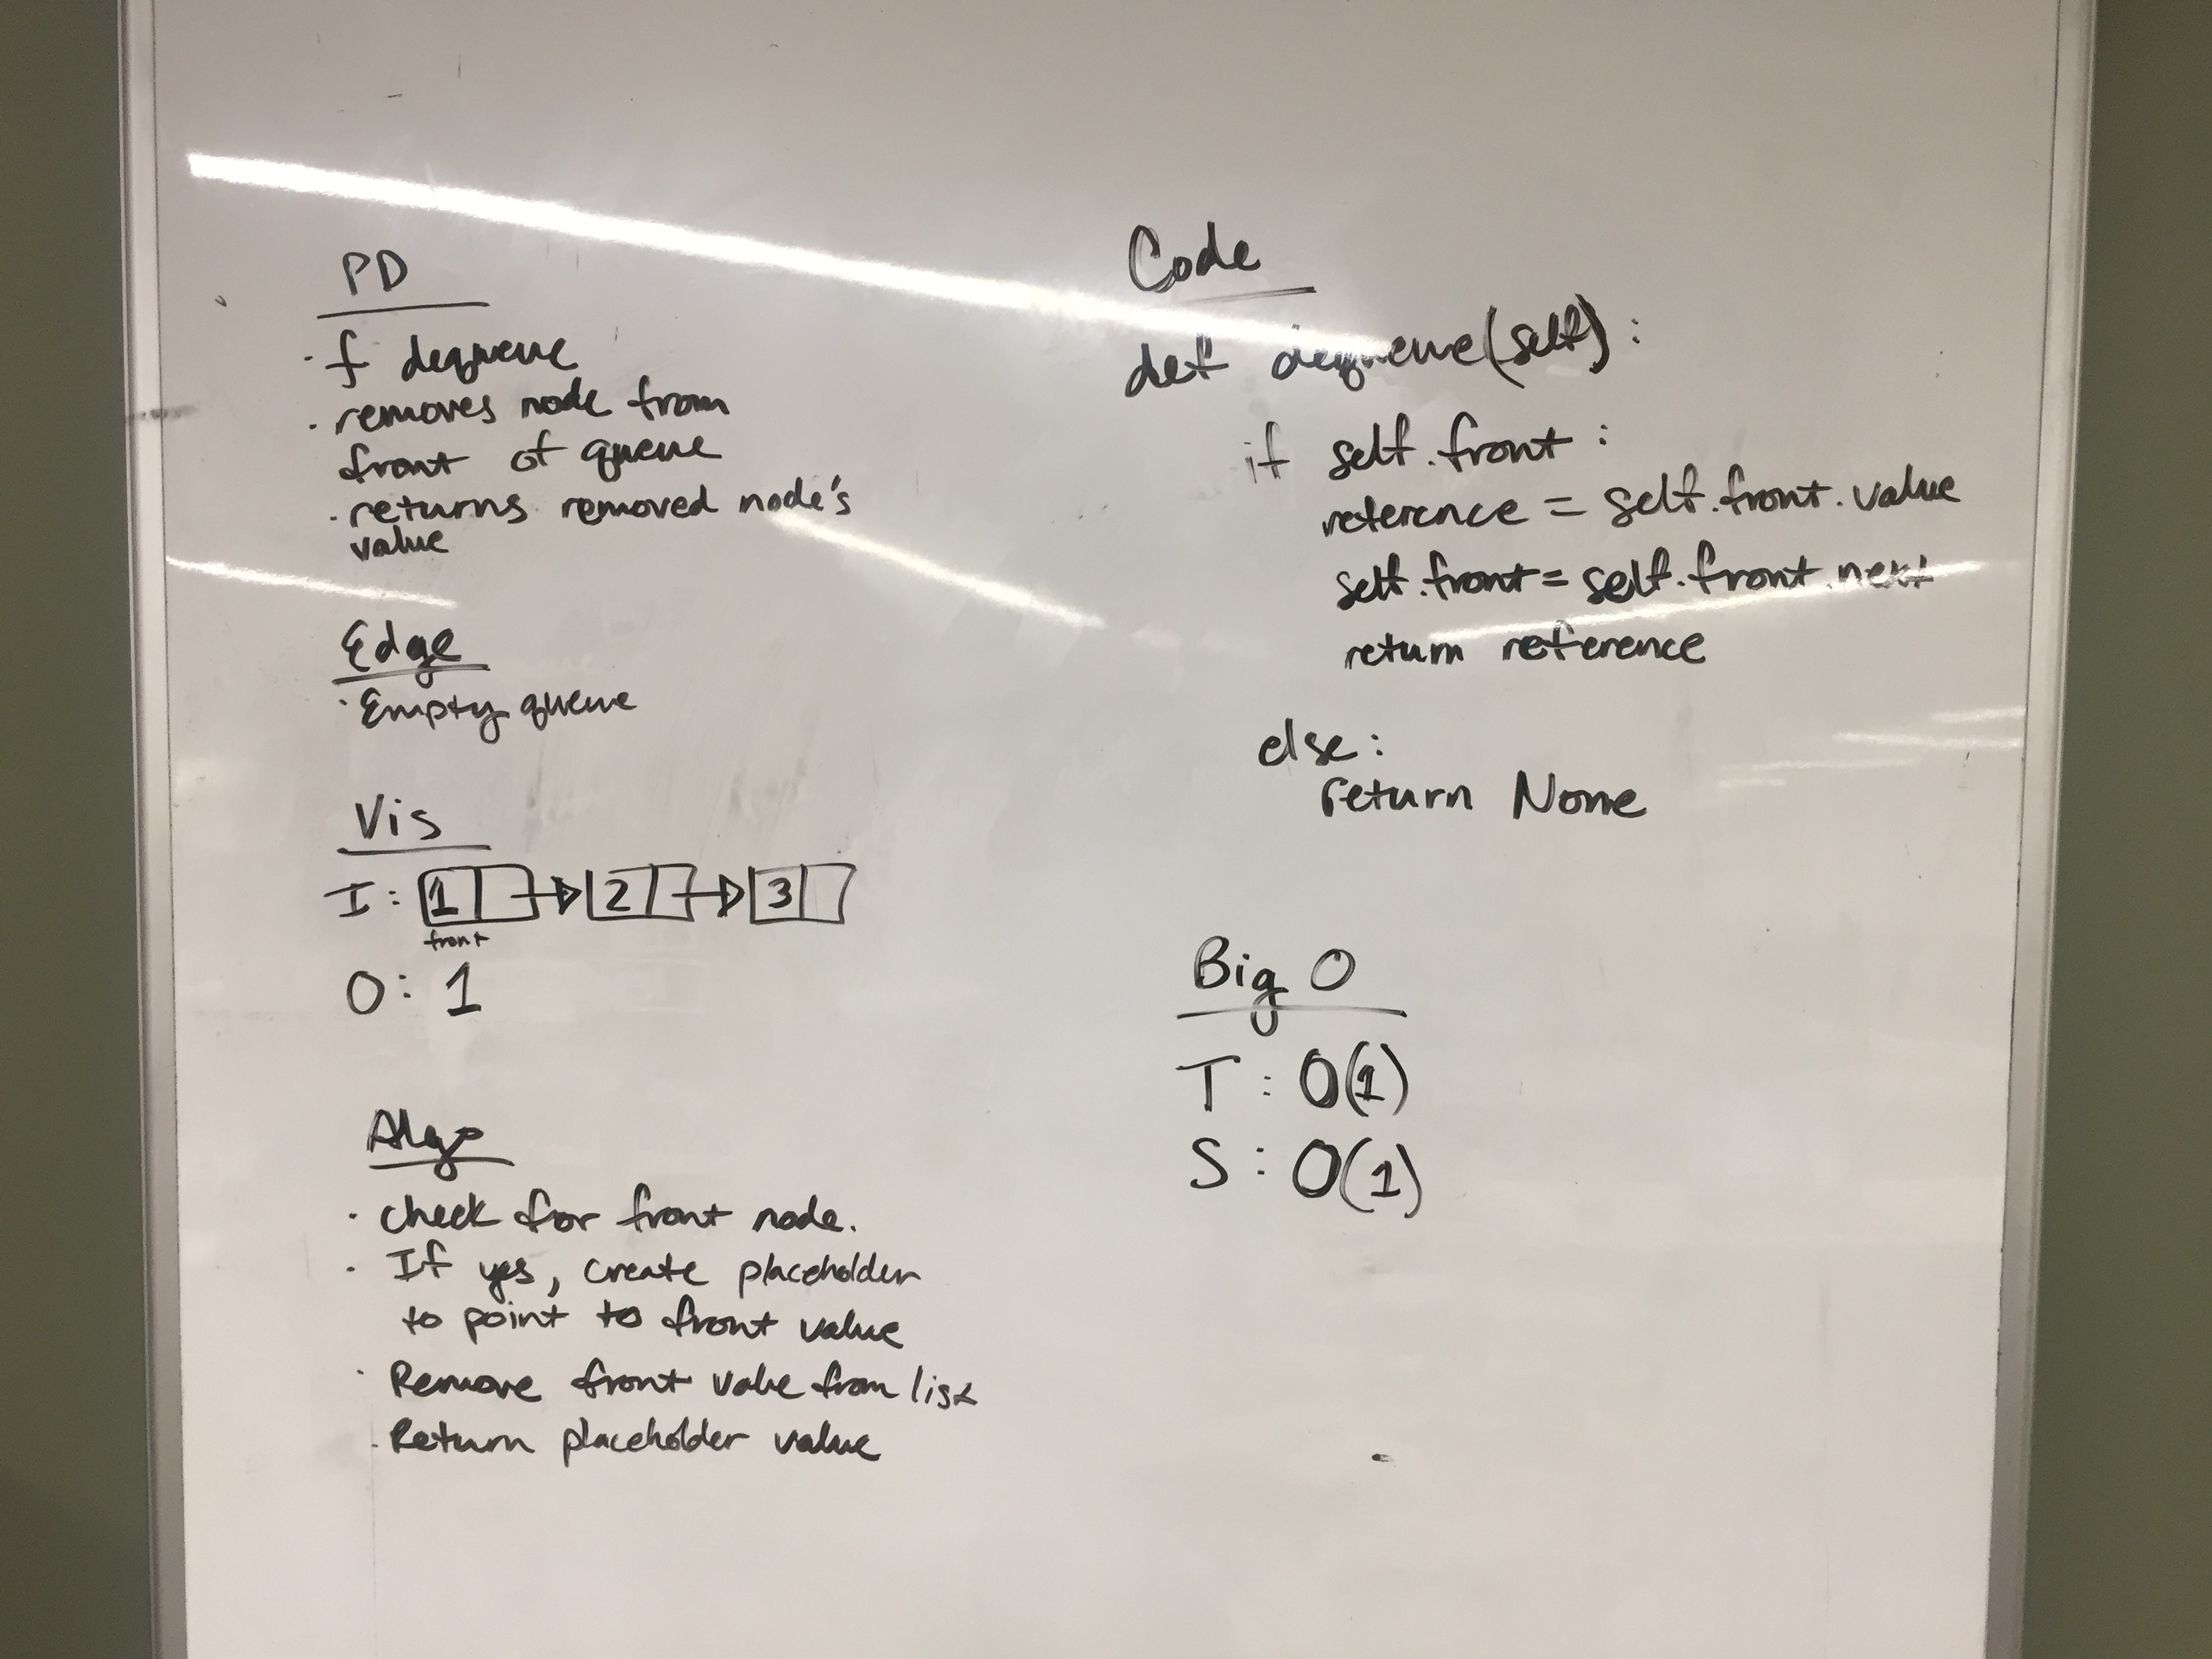 PD
· f dequeue
· removes node from
front of queue
· returns removed node's
value
Edge
· Empty queue
Vis
I: 1 2 3
front
O: 1
Algo
· check for front node.
· If yes, create placeholder
to point to front value
· Remove front value from list
· Return placeholder value
Code
def dequeue(self):
if self.front:
reference = self.front.value
self.front = self.front.next
return reference
else:
return None
Big O
T: O(1)
S: O(1)